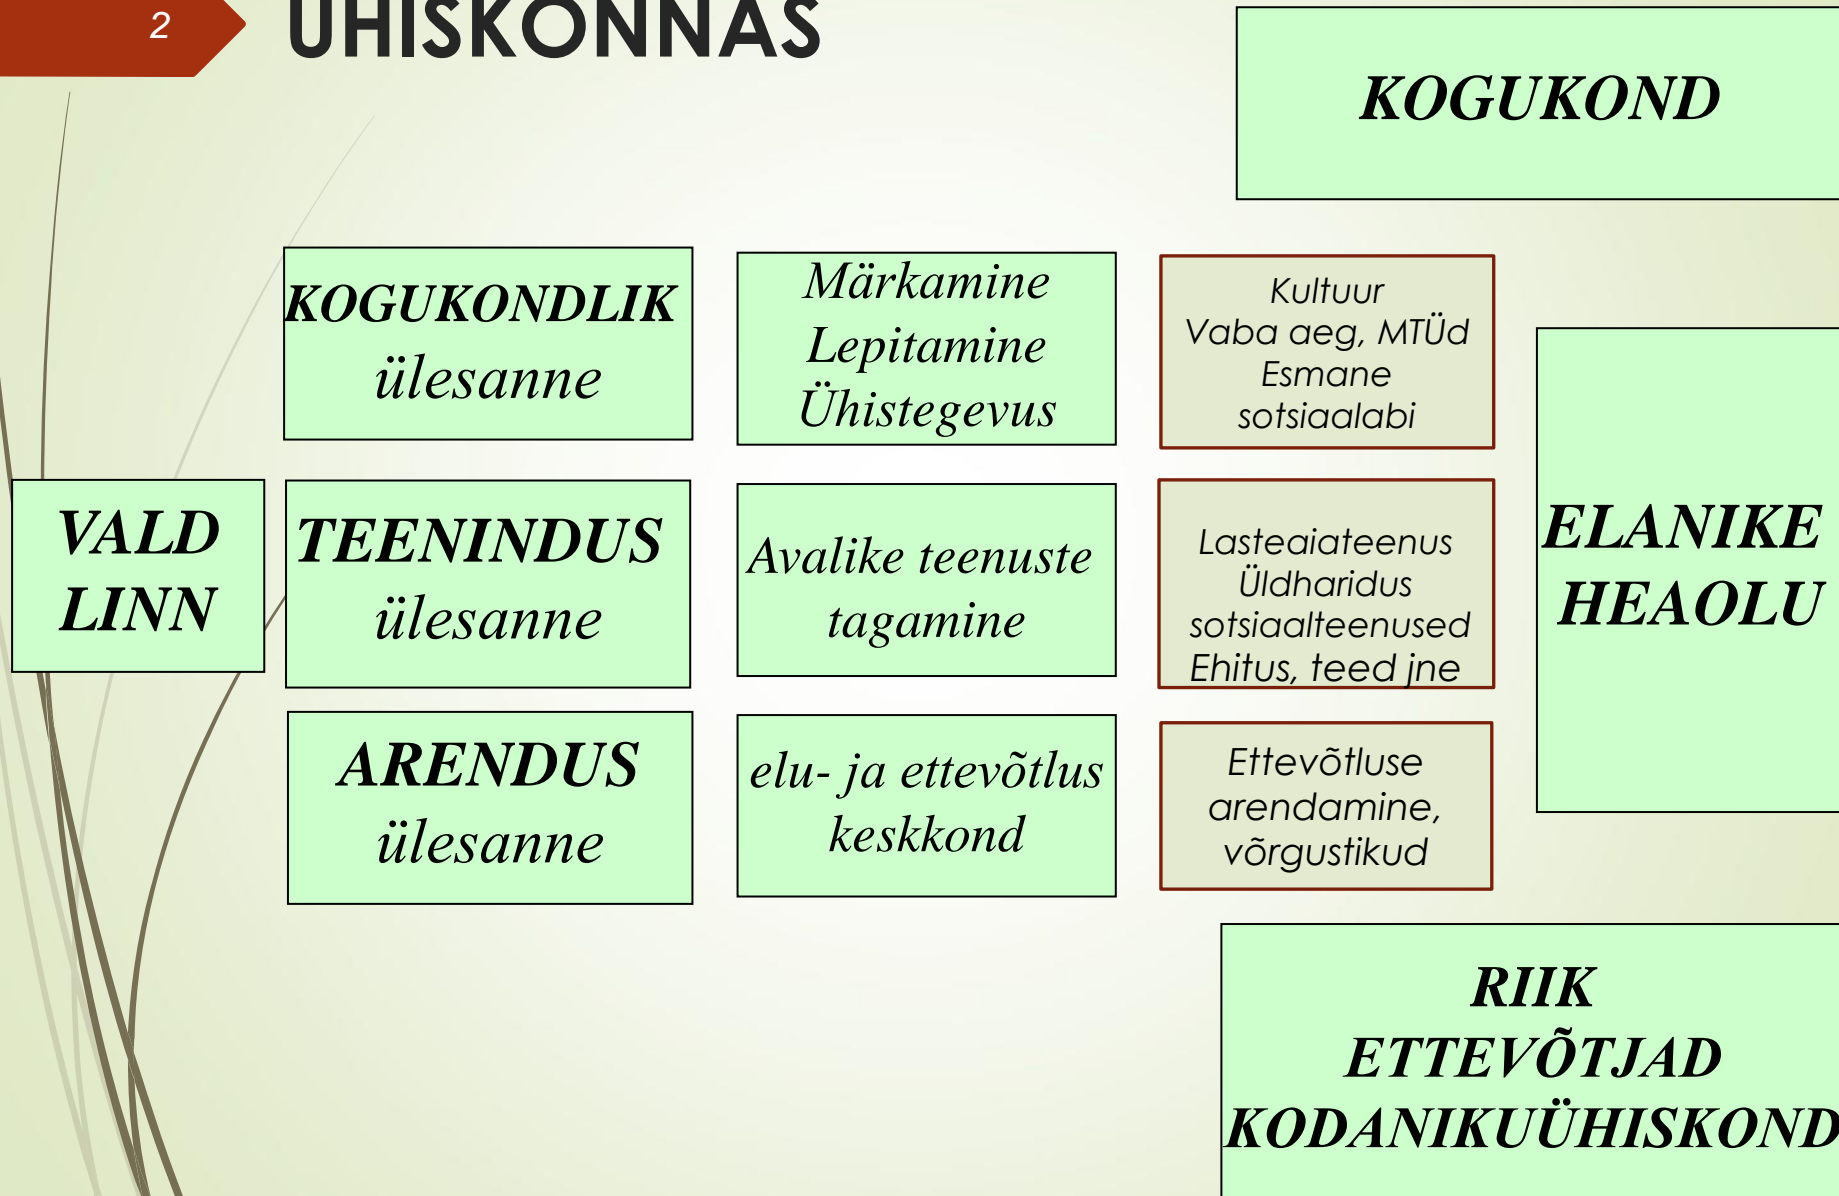 2
ÜHISKONNAS
KOGUKOND
KOGUKONDLIK
ülesanne
Märkamine
Lepitamine
Ühistegevus
Kultuur
Vaba aeg, MTÜd
Esmane
sotsiaalabi
VALD
LINN
TEENINDUS
ülesanne
Avalike teenuste
tagamine
Lasteaiateenus
Üldharidus
sotsiaalteenused
Ehitus, teed jne
ELANIKE
HEAOLU
ARENDUS
ülesanne
elu- ja ettevõtlus
keskkond
Ettevõtluse
arendamine,
võrgustikud
RIIK
ETTEVÕTJAD
KODANIKUÜHISKOND